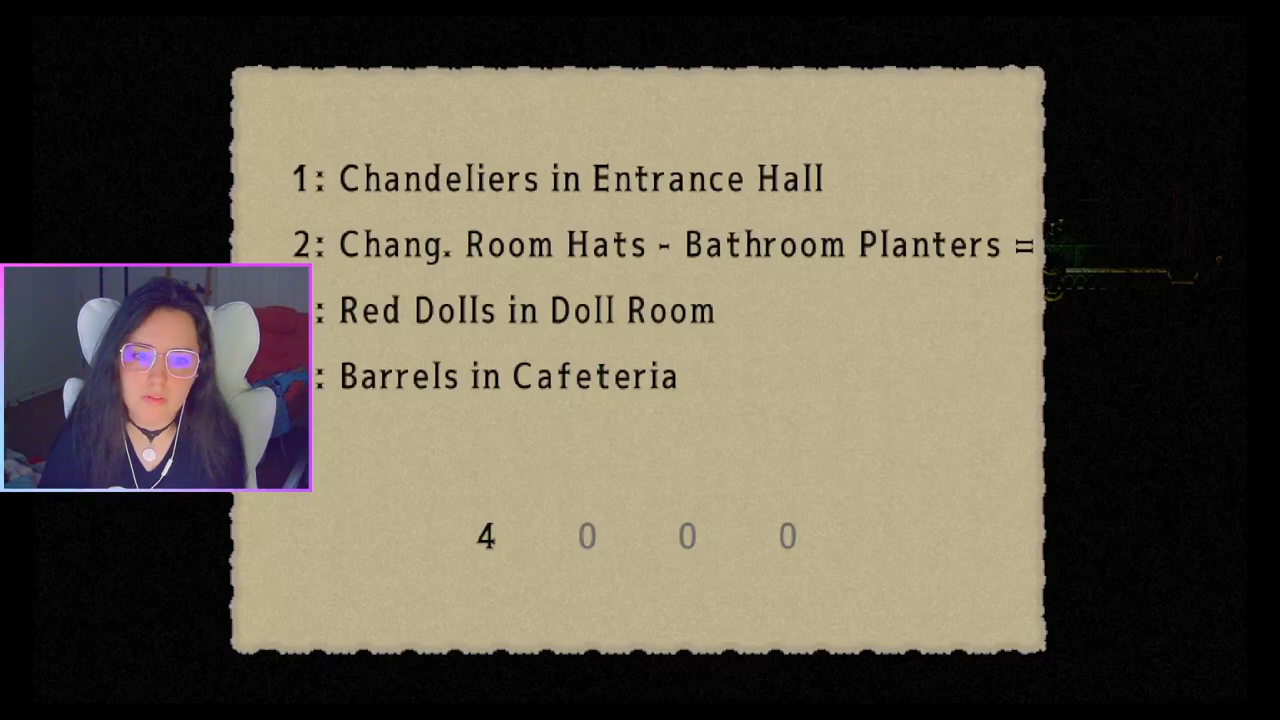 1: Chandeliers in Entrance Hall
2: Chang. Room Hats - Bathroom Planters =
: Red Dolls in Doll Room
: Barrels in Cafeteria
4 0 0 0